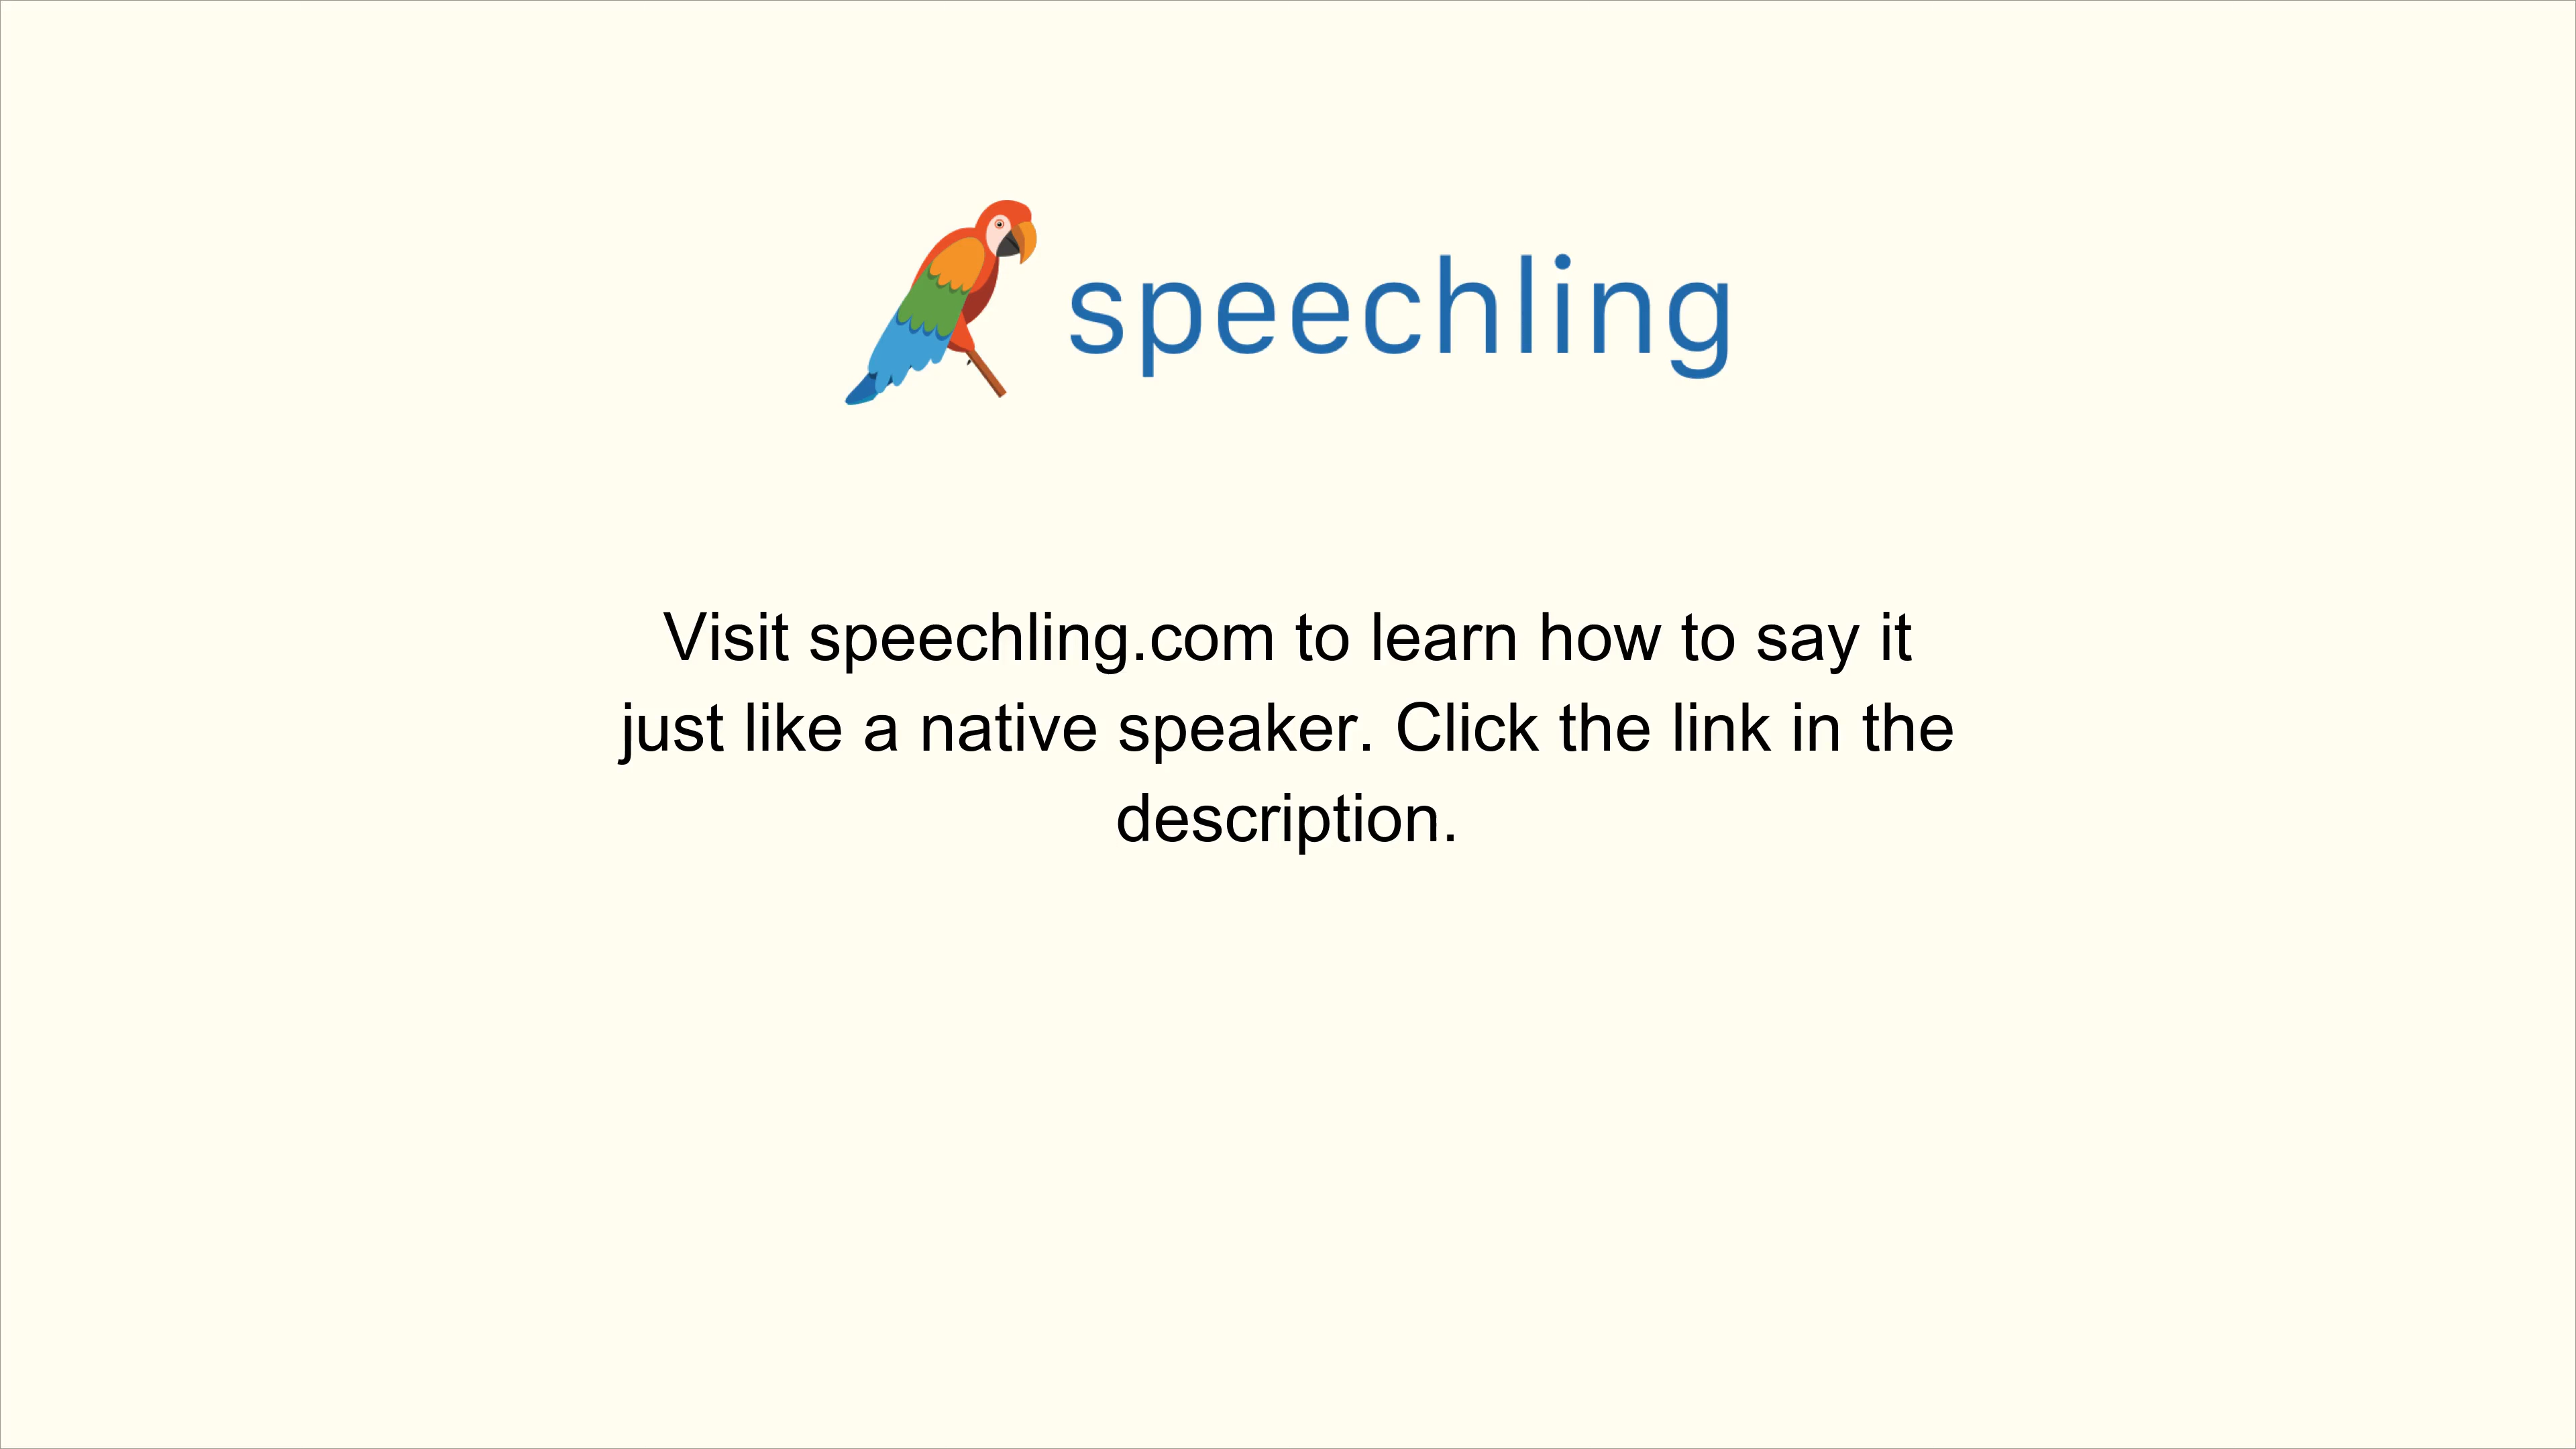 speechling
Visit speechling.com to learn how to say it
just like a native speaker. Click the link in the
description.